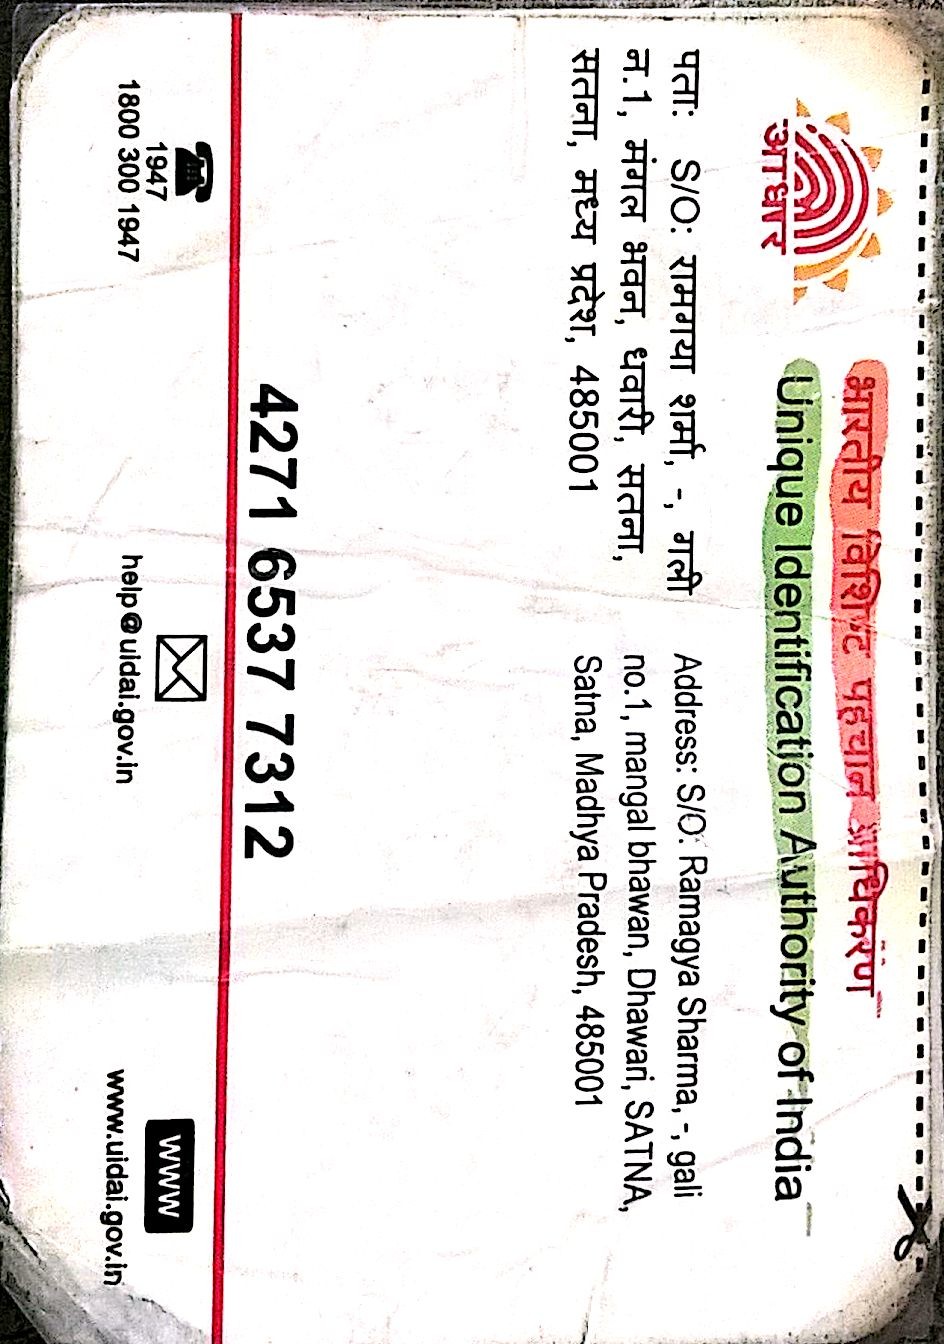 भारतीय विशिष्ट पहचान प्राधिकरण
Unique Identification Authority of India
आधार
पता: S/O: रामगया शर्मा, -, गली
न.1, मंगल भवन, धवारी, सतना,
सतना, मध्य प्रदेश, 485001
Address: S/O: Ramagya Sharma, -, gali
no.1, mangal bhawan, Dhawari, SATNA,
Satna, Madhya Pradesh, 485001
4271 6537 7312
1947
1800 300 1947
help@uidai.gov.in
www
www.uidai.gov.in